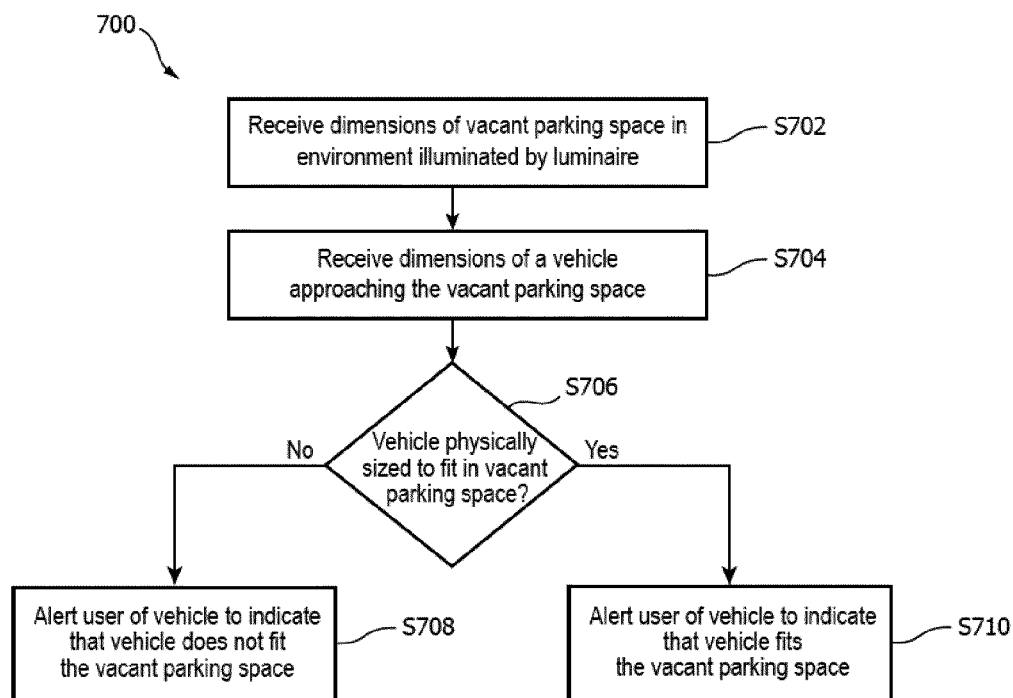 700
Receive dimensions of vacant parking space in
environment illuminated by luminaire
S702
Receive dimensions of a vehicle
approaching the vacant parking space
S704
S706
Vehicle physically
sized to fit in vacant
parking space?
No
Yes
Alert user of vehicle to indicate
that vehicle does not fit
the vacant parking space
S708
Alert user of vehicle to indicate
that vehicle fits
the vacant parking space
S710